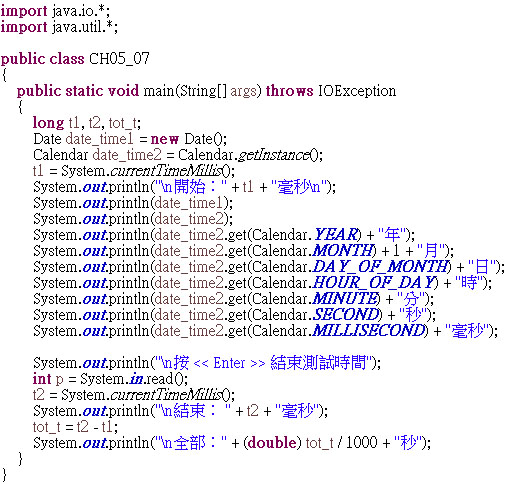 import java.io.*;
import java.util.*;

public class CH05_07
{
    public static void main(String[] args) throws IOException
    {
        long t1, t2, tot_t;
        Date date_time1 = new Date();
        Calendar date_time2 = Calendar.getInstance();
        t1 = System.currentTimeMillis();
        System.out.println("\n開始：" + t1 + "毫秒\n");
        System.out.println(date_time1);
        System.out.println(date_time2);
        System.out.println(date_time2.get(Calendar.YEAR) + "年");
        System.out.println(date_time2.get(Calendar.MONTH) + 1 + "月");
        System.out.println(date_time2.get(Calendar.DAY_OF_MONTH) + "日");
        System.out.println(date_time2.get(Calendar.HOUR_OF_DAY) + "時");
        System.out.println(date_time2.get(Calendar.MINUTE) + "分");
        System.out.println(date_time2.get(Calendar.SECOND) + "秒");
        System.out.println(date_time2.get(Calendar.MILLISECOND) + "毫秒");

        System.out.println("\n按 << Enter >> 結束測試時間");
        int p = System.in.read();
        t2 = System.currentTimeMillis();
        System.out.println("\n結束： " + t2 + "毫秒");
        tot_t = t2 - t1;
        System.out.println("\n全部：" + (double) tot_t / 1000 + "秒");
    }
}